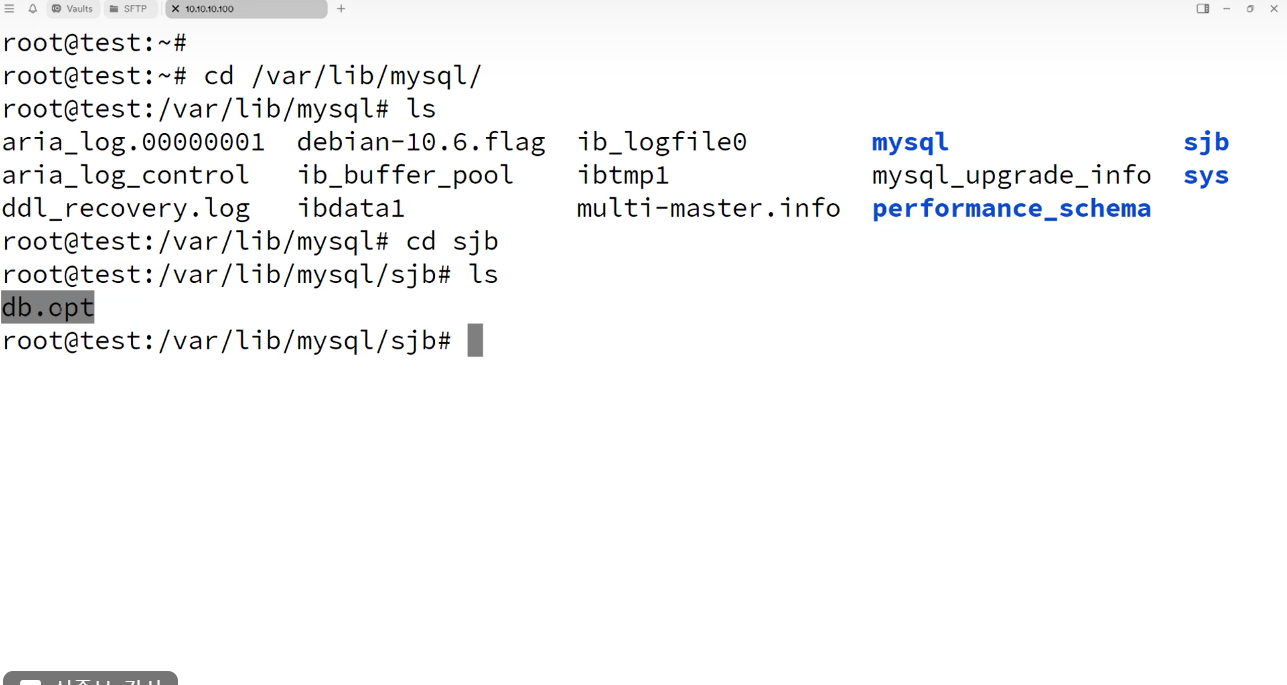 Vaults SFTP 10.10.10.100
root@test:~#
root@test:~# cd /var/lib/mysql/
root@test:/var/lib/mysql# ls
aria_log.00000001 debian-10.6.flag ib_logfile0 mysql sjb
aria_log_control ib_buffer_pool ibtmp1 mysql_upgrade_info sys
ddl_recovery.log ibdata1 multi-master.info performance_schema
root@test:/var/lib/mysql# cd sjb
root@test:/var/lib/mysql/sjb# ls
db.opt
root@test:/var/lib/mysql/sjb#